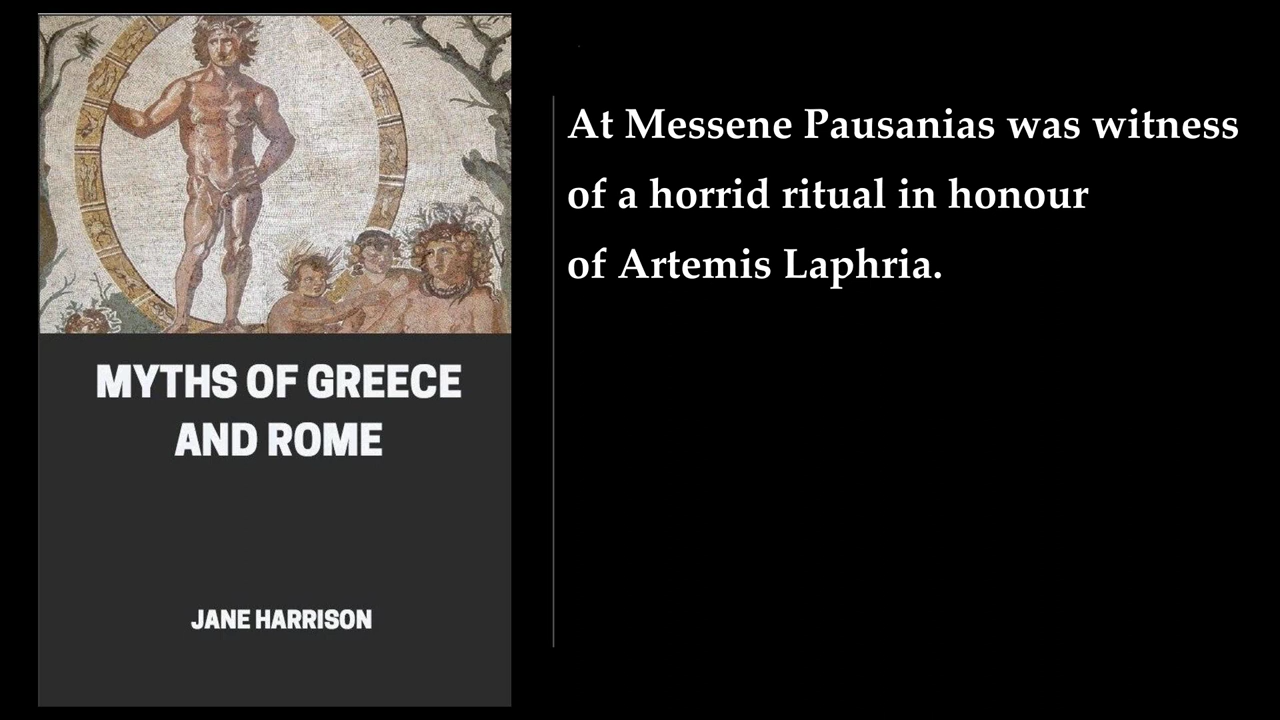 MYTHS OF GREECE
AND ROME
JANE HARRISON
At Messene Pausanias was witness
of a horrid ritual in honour
of Artemis Laphria.